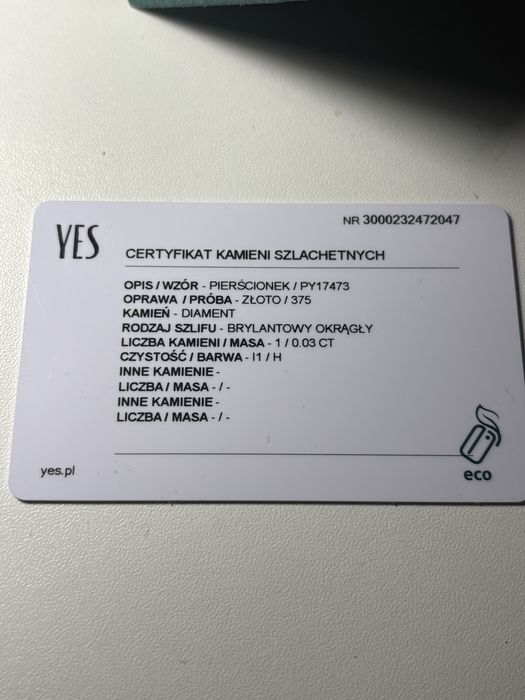 NR 3000232472047
YES
CERTYFIKAT KAMIENI SZLACHETNYCH
OPIS / WZÓR - PIERŚCIONEK / PY17473
OPRAWA / PRÓBA - ZŁOTO / 375
KAMIEŃ - DIAMENT
RODZAJ SZLIFU - BRYLANTOWY OKRĄGŁY
LICZBA KAMIENI / MASA - 1 / 0.03 CT
CZYSTOŚĆ / BARWA - I1 / H
INNE KAMIENIE -
LICZBA / MASA - / -
INNE KAMIENIE -
LICZBA / MASA - / -
yes.pl
eco